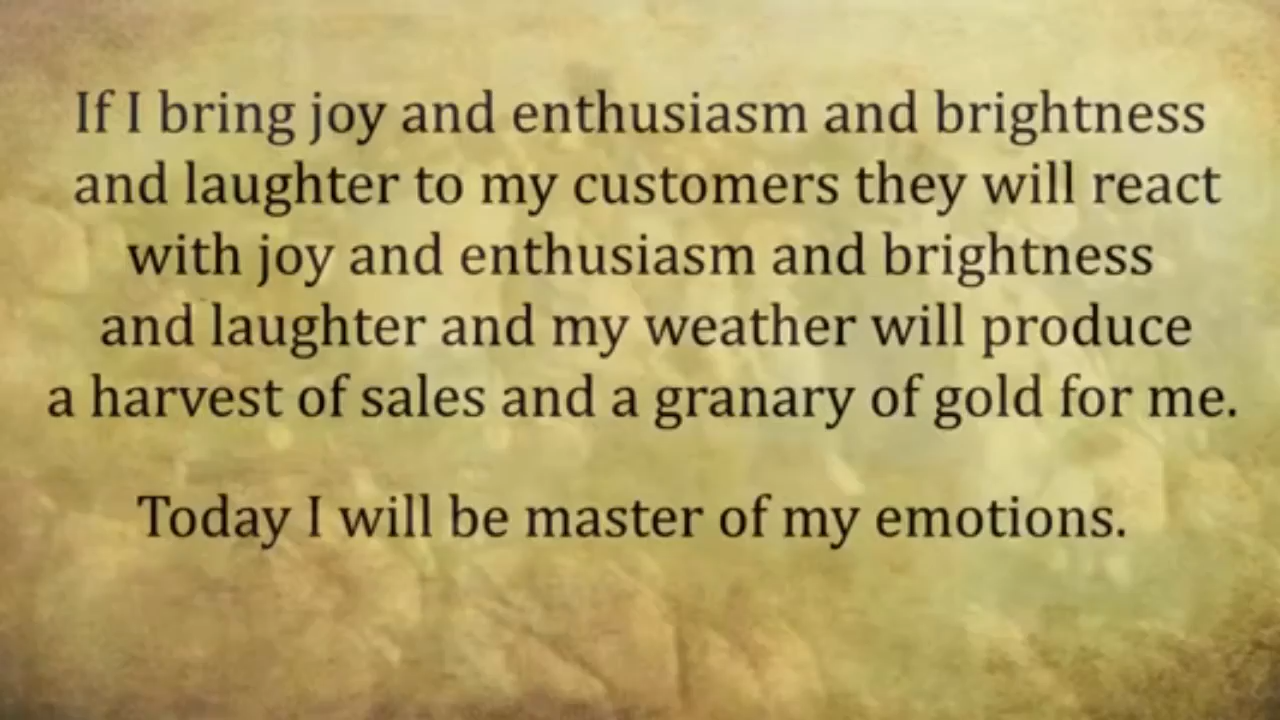 If I bring joy and enthusiasm and brightness
and laughter to my customers they will react
with joy and enthusiasm and brightness
and laughter and my weather will produce
a harvest of sales and a granary of gold for me.
Today I will be master of my emotions.